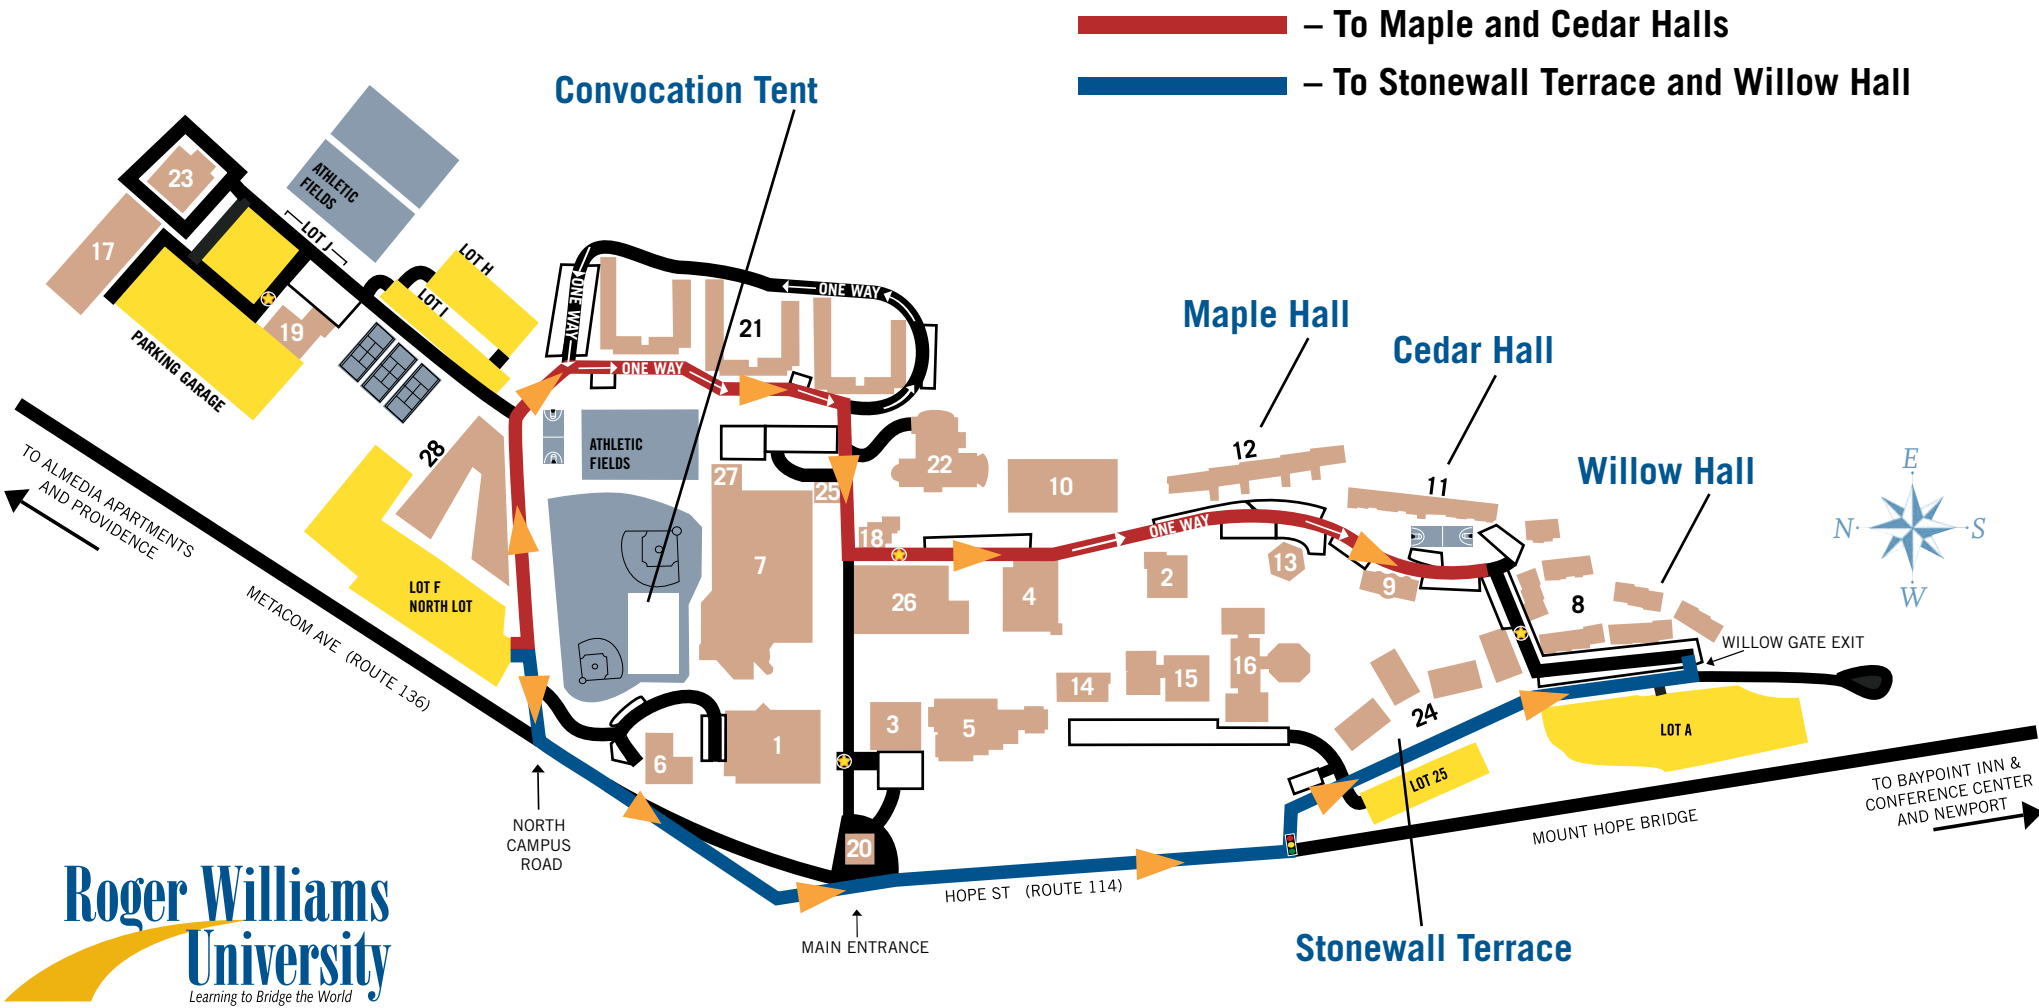 – To Maple and Cedar Halls
– To Stonewall Terrace and Willow Hall
Convocation Tent
23
ATHLETIC
FIELDS
17
LOT J
LOT H
LOT I
19
PARKING GARAGE
ONE WAY
ONE WAY
21
ONE WAY
Maple Hall
Cedar Hall
Willow Hall
TO ALMEDIA APARTMENTS
AND PROVIDENCE
28
ATHLETIC
FIELDS
27
25
22
10
12
11
ONE WAY
E
N
S
W
LOT F
NORTH LOT
7
18
26
4
2
13
9
8
METACOM AVE (ROUTE 136)
WILLOW GATE EXIT
14
15
16
24
LOT A
3
5
1
6
LOT 25
20
NORTH
CAMPUS
ROAD
HOPE ST (ROUTE 114)
MAIN ENTRANCE
MOUNT HOPE BRIDGE
TO BAYPOINT INN &
CONFERENCE CENTER
AND NEWPORT
Stonewall Terrace
Roger Williams
University
Learning to Bridge the World